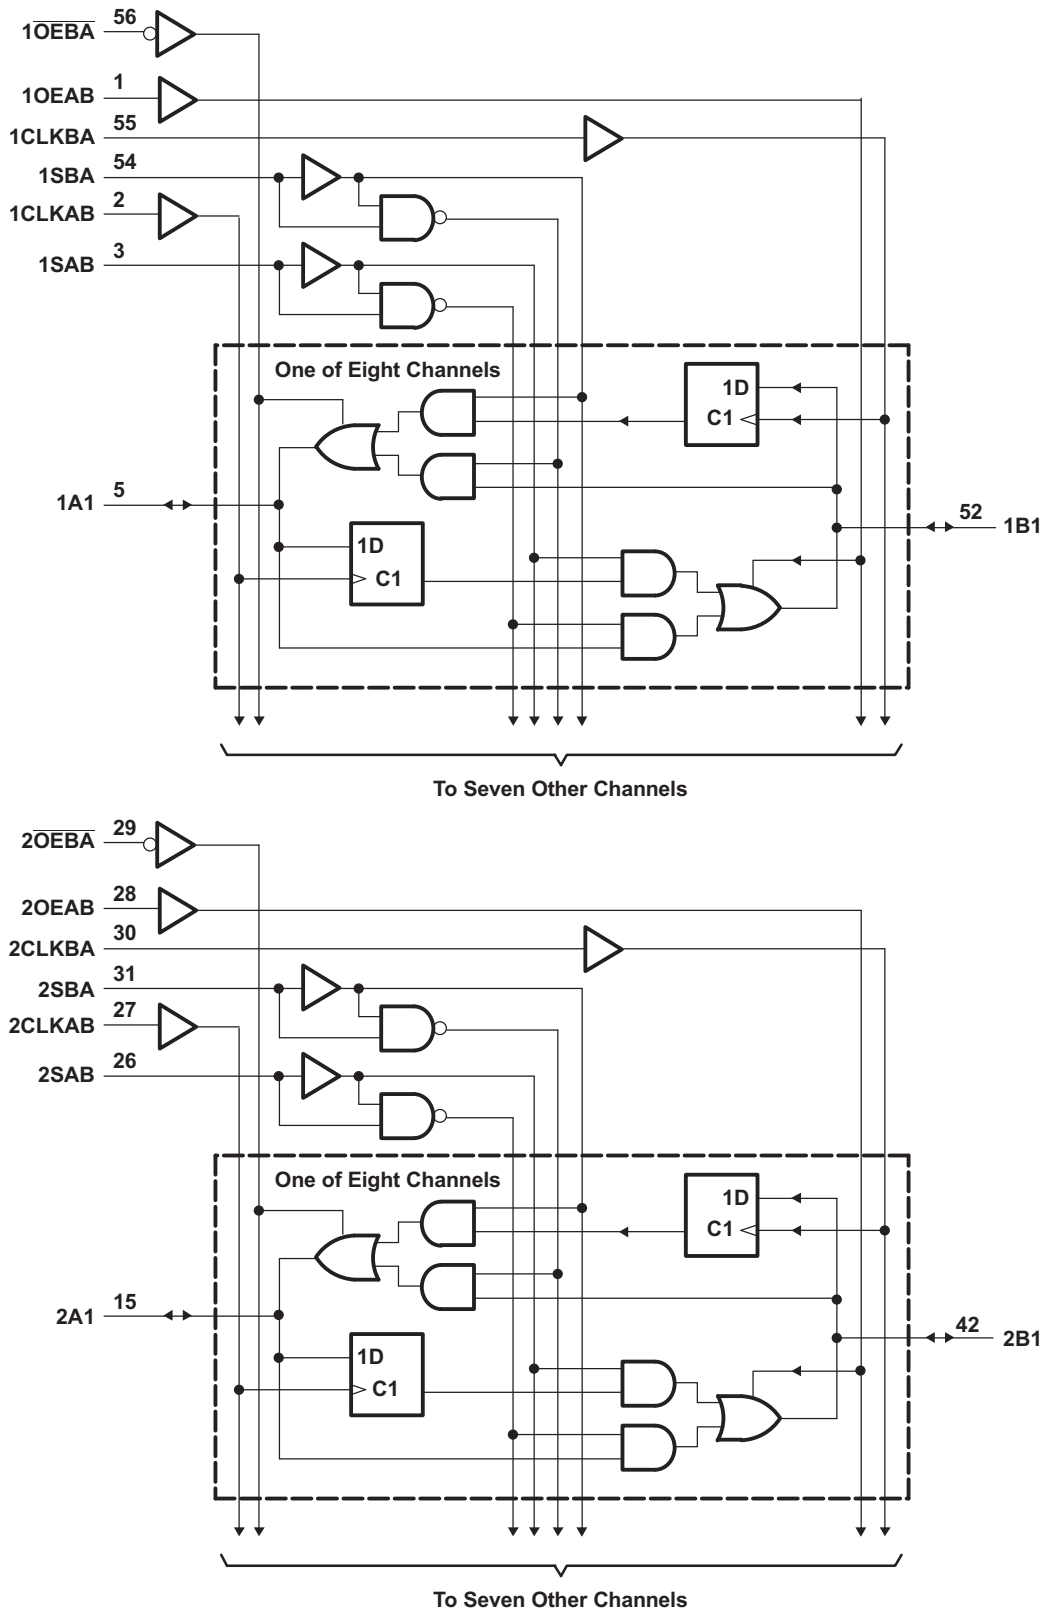 1OEBA 56
1OEAB 1
1CLKBA 55
1SBA 54
1CLKAB 2
1SAB 3
One of Eight Channels
1D
C1
1A1 5
52 1B1
1D
C1
To Seven Other Channels
2OEBA 29
2OEAB 28
2CLKBA 30
2SBA 31
2CLKAB 27
2SAB 26
One of Eight Channels
1D
C1
2A1 15
42 2B1
1D
C1
To Seven Other Channels